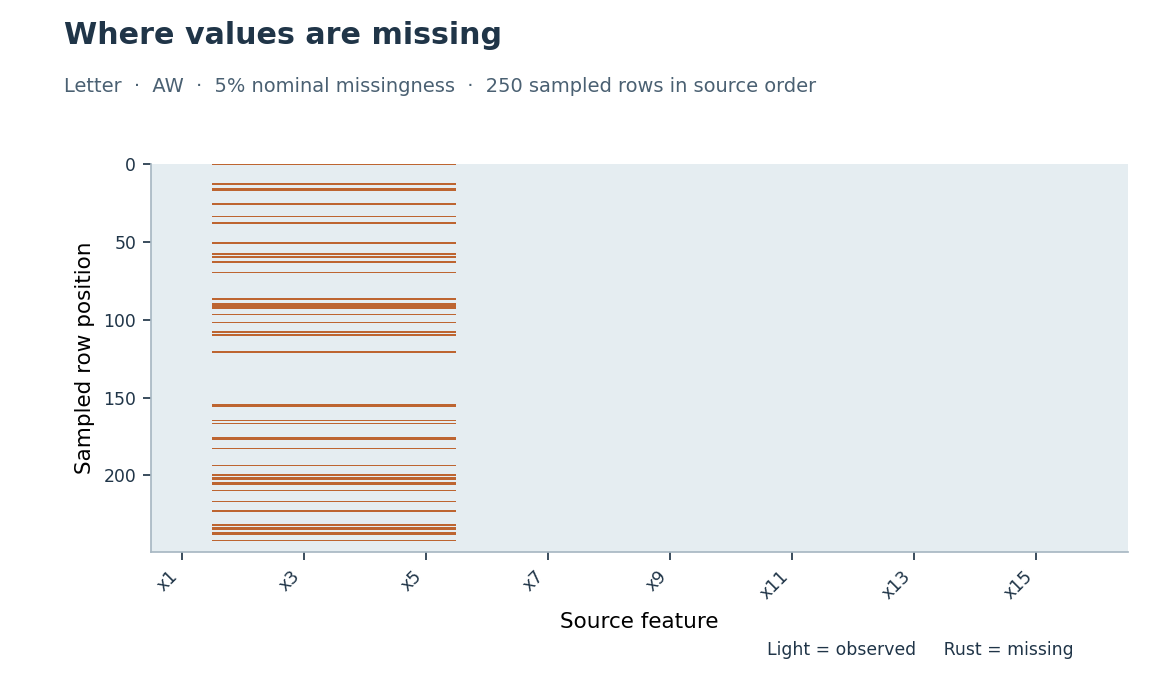 Where values are missing
Letter · AW · 5% nominal missingness · 250 sampled rows in source order
0
50
100
150
200
Sampled row position
x1
x3
x5
x7
x9
x11
x13
x15
Source feature
Light = observed Rust = missing